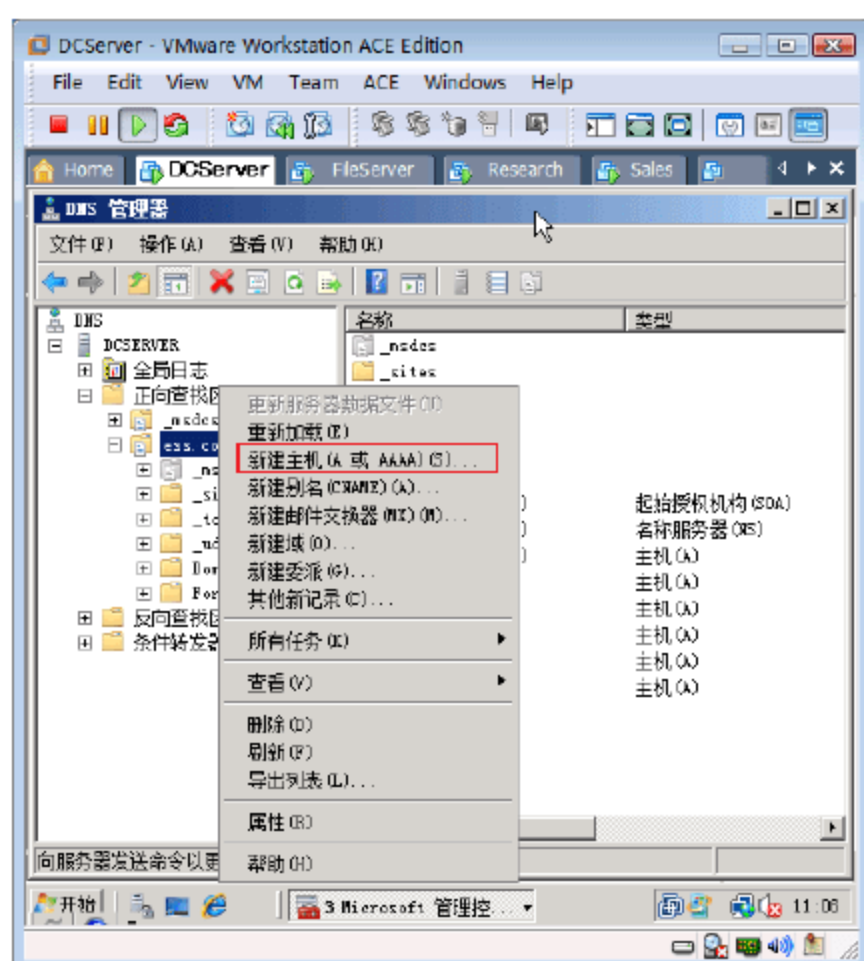 DCServer - VMware Workstation ACE Edition
File Edit View VM Team ACE Windows Help
Home DCServer FileServer Research Sales
DNS 管理器
文件(F) 操作(A) 查看(V) 帮助(H)
DNS
DCSERVER
全局日志
正向查找区
_msdcs
ess.co
_ms
_si
_tc
_ud
Dom
For
反向查找区
条件转发器
名称 类型
_msdcs
_sites
起始授权机构(SOA)
名称服务器(NS)
主机(A)
主机(A)
主机(A)
主机(A)
主机(A)
主机(A)
更新服务器数据文件(U)
重新加载(E)
新建主机(A 或 AAAA)(S)...
新建别名(CNAME)(A)...
新建邮件交换器(MX)(M)...
新建域(O)...
新建委派(G)...
其他新记录(C)...
所有任务(K)
查看(V)
删除(D)
刷新(F)
导出列表(L)...
属性(R)
帮助(H)
向服务器发送命令以更
开始 3 Microsoft 管理控... 11:06